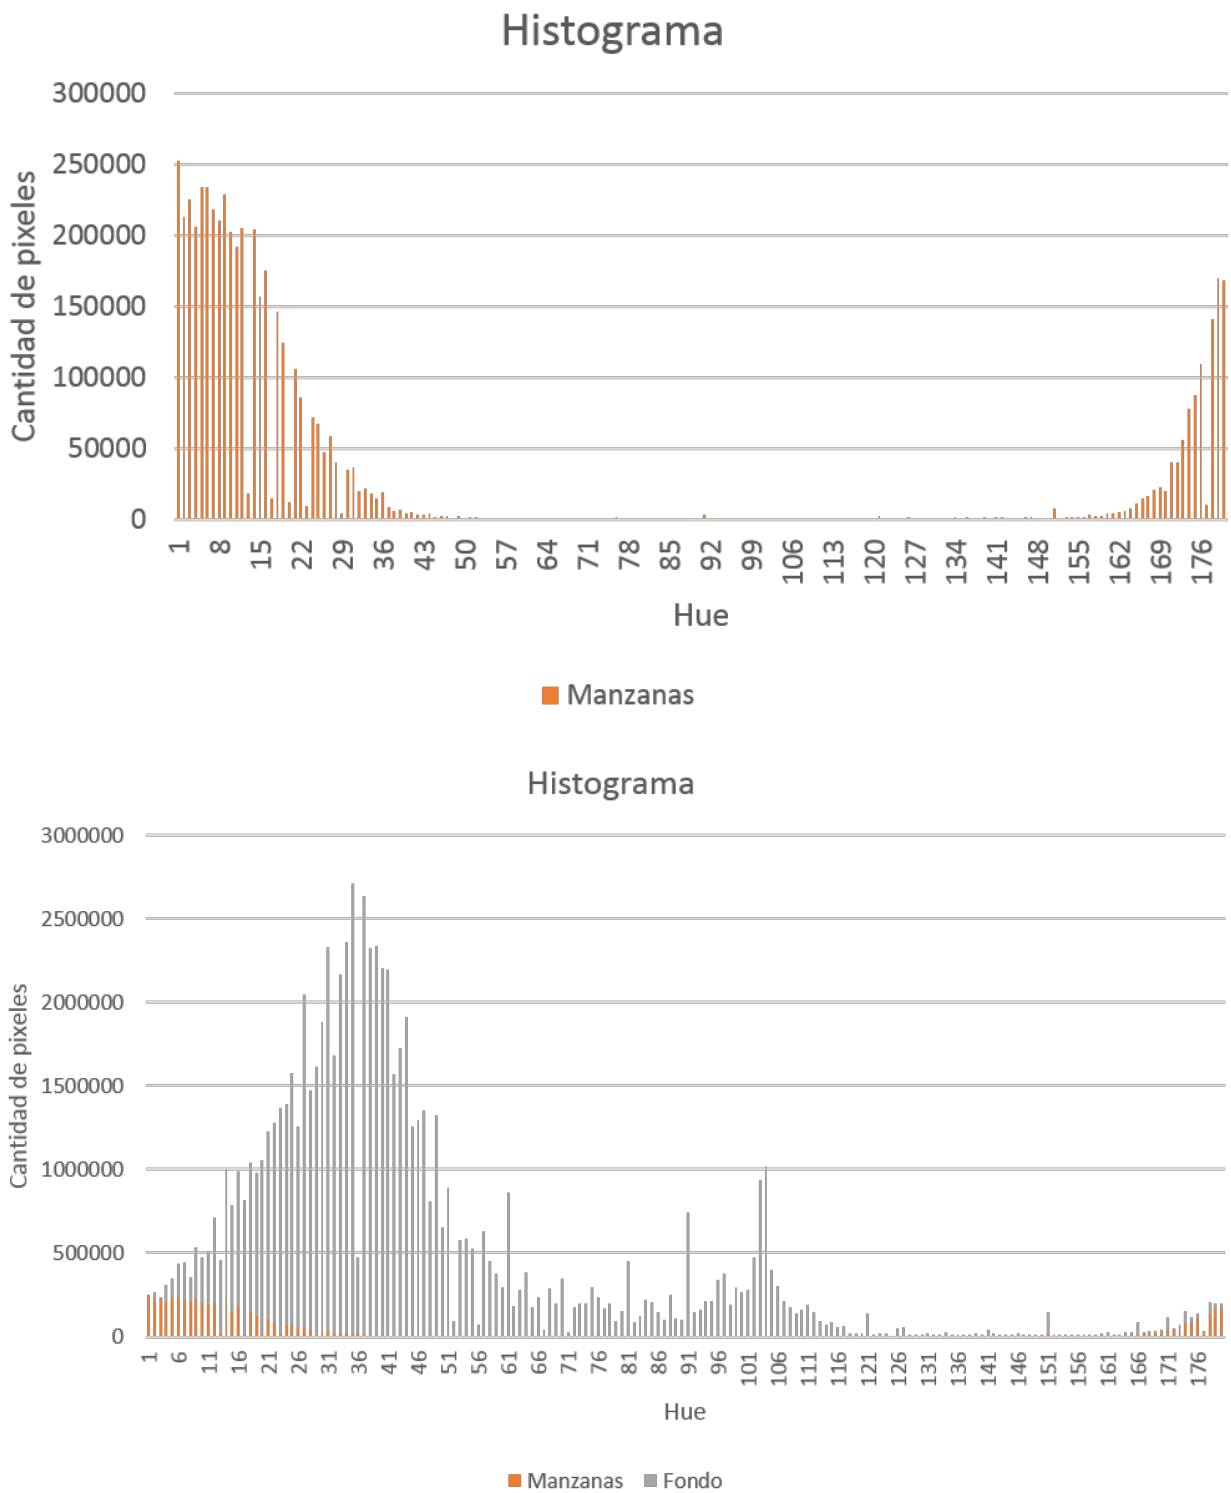 Histograma
300000
250000
200000
150000
100000
50000
0
Cantidad de pixeles
1 8 15 22 29 36 43 50 57 64 71 78 85 92 99 106 113 120 127 134 141 148 155 162 169 176
Hue
Manzanas
Histograma
3000000
2500000
2000000
1500000
1000000
500000
0
Cantidad de pixeles
1 6 11 16 21 26 31 36 41 46 51 56 61 66 71 76 81 86 91 96 101 106 111 116 121 126 131 136 141 146 151 156 161 166 171 176
Hue
Manzanas Fondo